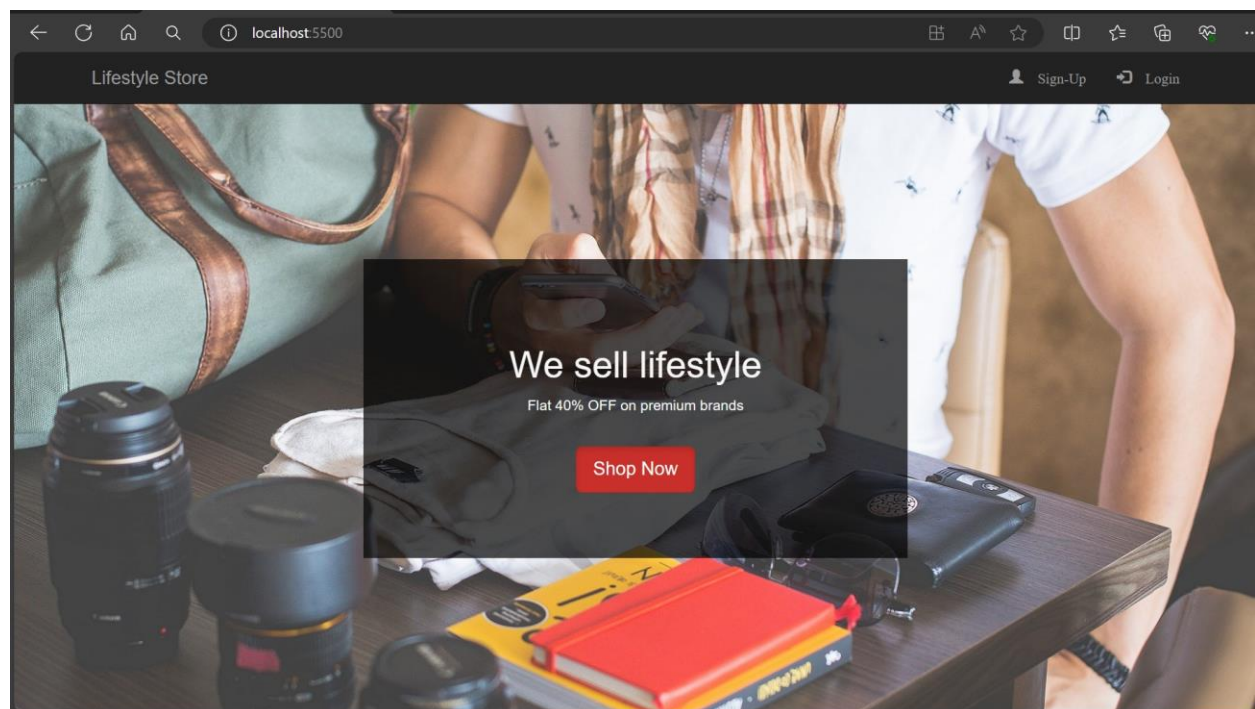 localhost:5500
Lifestyle Store
Sign-Up
Login
We sell lifestyle
Flat 40% OFF on premium brands
Shop Now